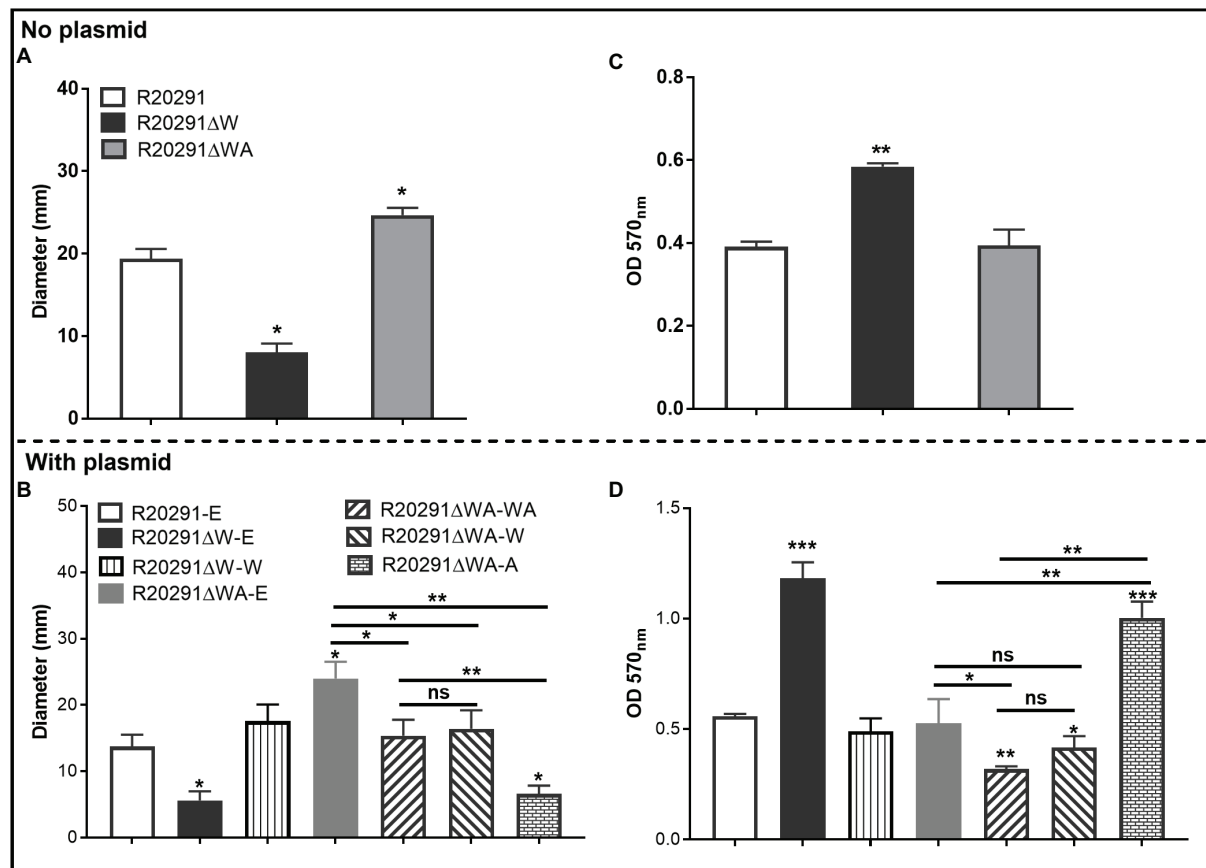 No plasmid
A
40
30
20
10
0
Diameter (mm)
R20291
R20291ΔW
R20291ΔWA
*
*
C
0.8
0.6
0.4
0.2
0.0
OD 570nm
**
With plasmid
B
50
40
30
20
10
0
Diameter (mm)
R20291-E
R20291ΔW-E
R20291ΔW-W
R20291ΔWA-E
R20291ΔWA-WA
R20291ΔWA-W
R20291ΔWA-A
**
*
*
*
**
ns
*
*
D
1.5
1.0
0.5
0.0
OD 570nm
***
**
**
***
ns
*
ns
**
*